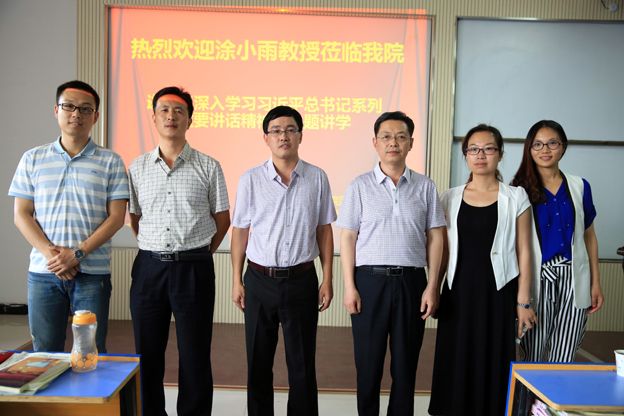 热烈欢迎涂小雨教授莅临我院
深入学习习近平总书记系列
要讲话精 题讲学